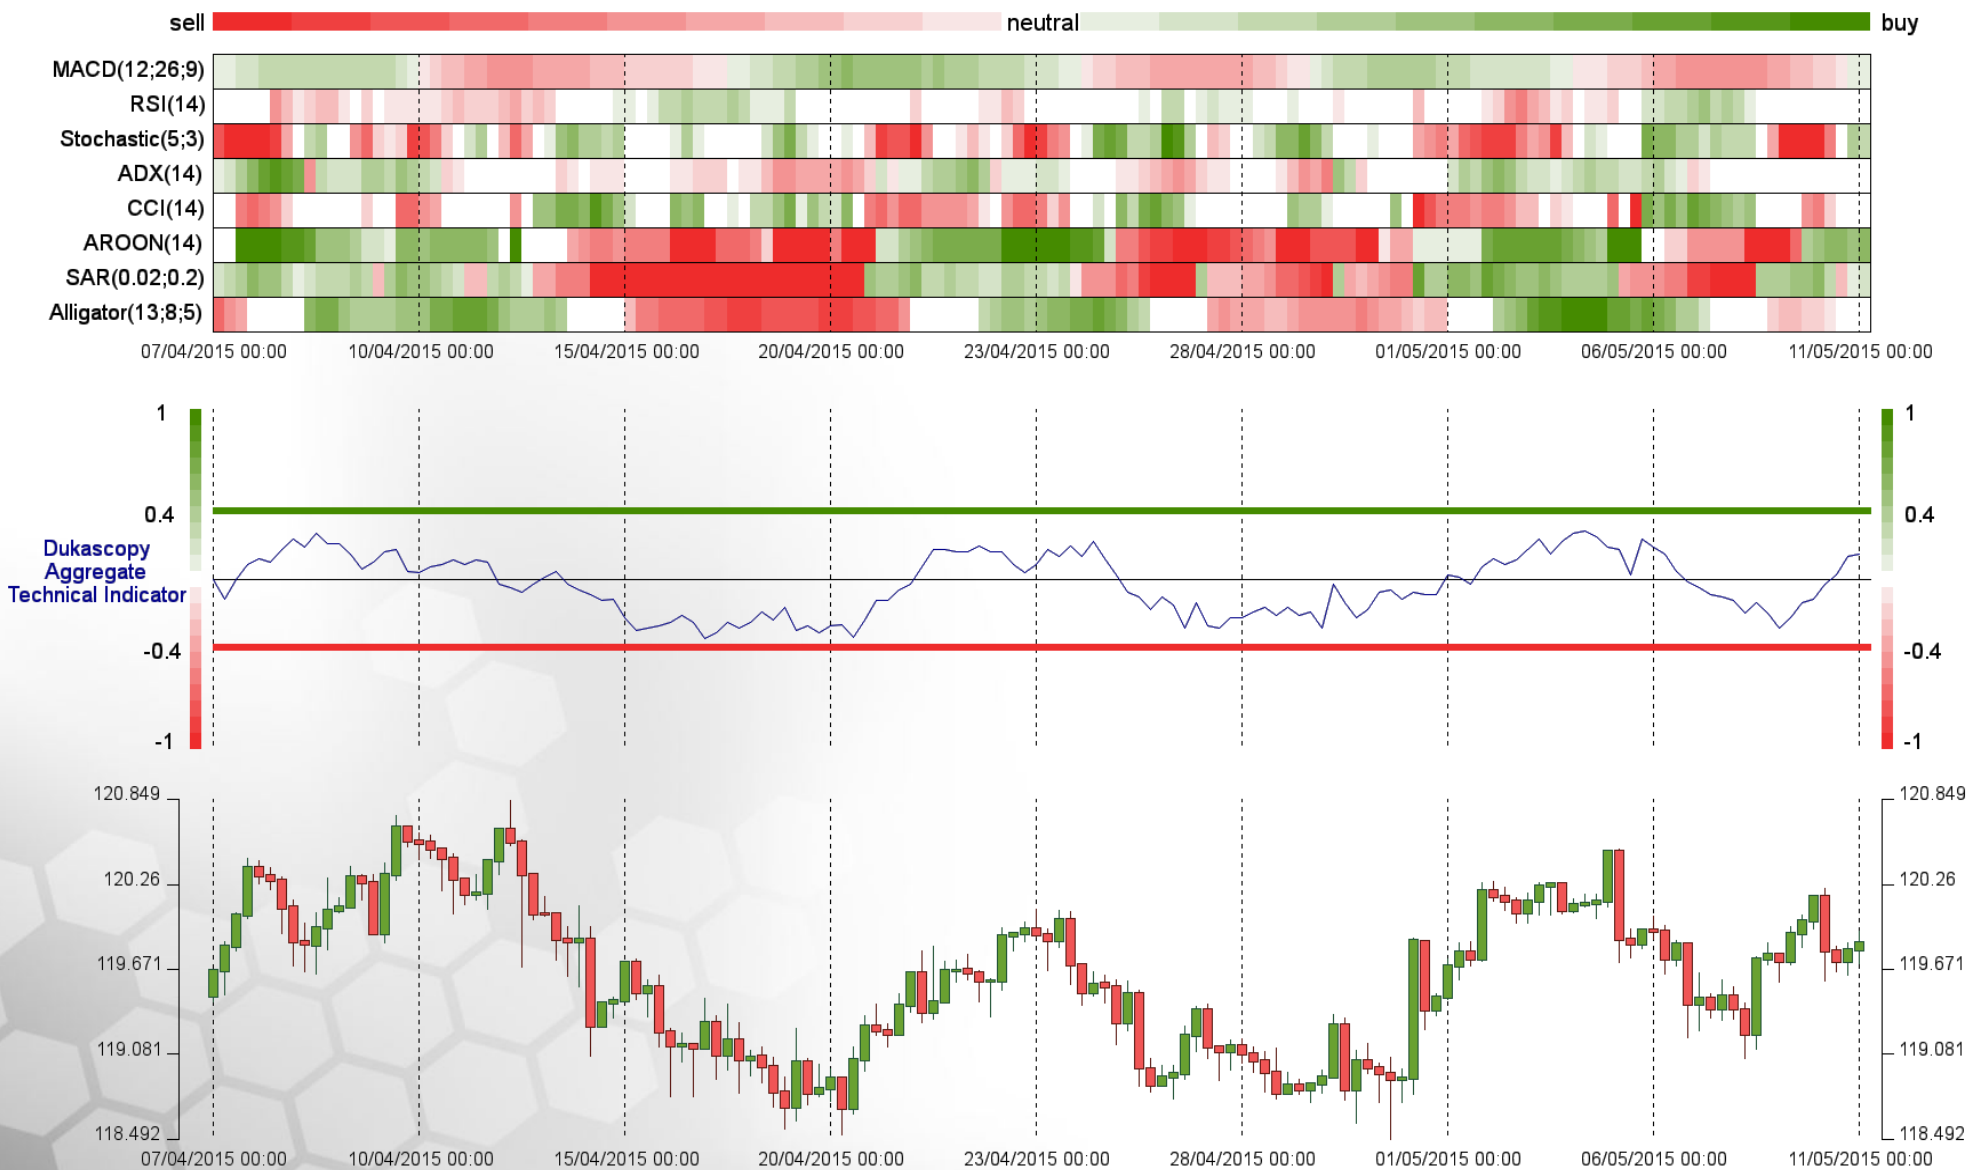 sell neutral buy
MACD(12;26;9)
RSI(14)
Stochastic(5;3)
ADX(14)
CCI(14)
AROON(14)
SAR(0.02;0.2)
Alligator(13;8;5)
07/04/2015 00:00 10/04/2015 00:00 15/04/2015 00:00 20/04/2015 00:00 23/04/2015 00:00 28/04/2015 00:00 01/05/2015 00:00 06/05/2015 00:00 11/05/2015 00:00
1 1
0.4 0.4
Dukascopy
Aggregate
Technical Indicator
-0.4 -0.4
-1 -1
120.849 120.849
120.26 120.26
119.671 119.671
119.081 119.081
118.492 118.492
07/04/2015 00:00 10/04/2015 00:00 15/04/2015 00:00 20/04/2015 00:00 23/04/2015 00:00 28/04/2015 00:00 01/05/2015 00:00 06/05/2015 00:00 11/05/2015 00:00